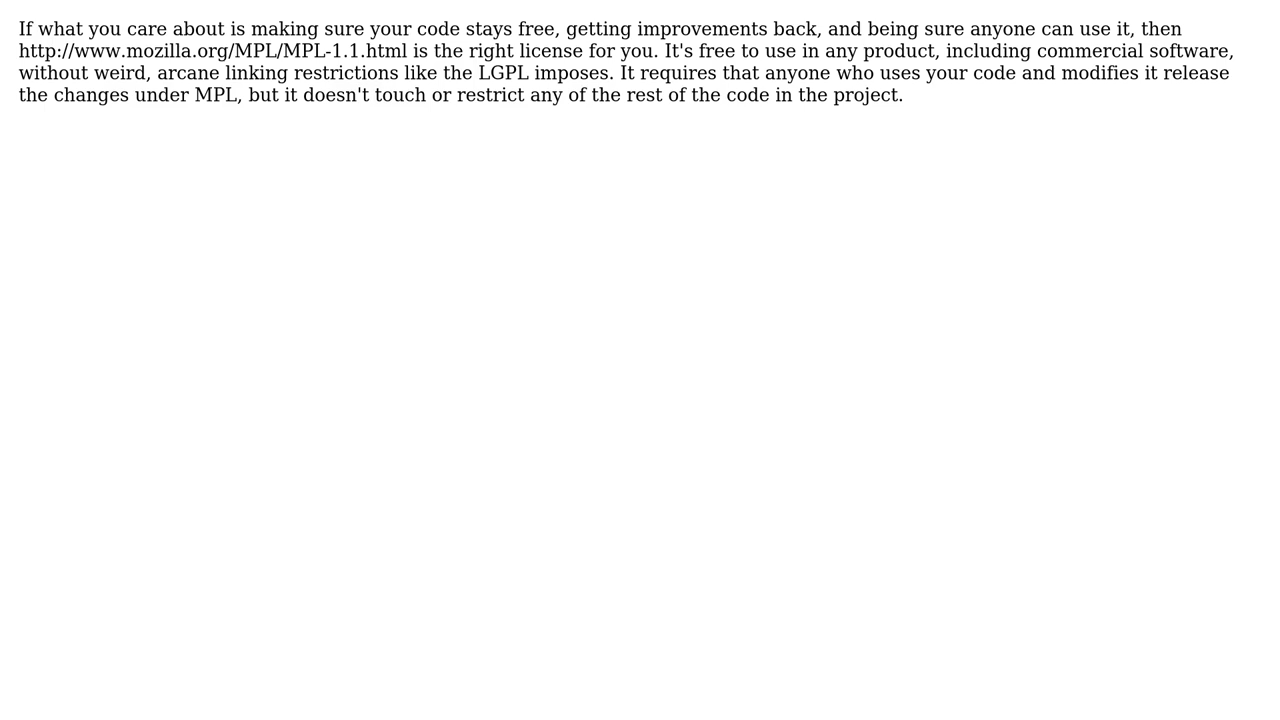 If what you care about is making sure your code stays free, getting improvements back, and being sure anyone can use it, then
http://www.mozilla.org/MPL/MPL-1.1.html is the right license for you. It's free to use in any product, including commercial software,
without weird, arcane linking restrictions like the LGPL imposes. It requires that anyone who uses your code and modifies it release
the changes under MPL, but it doesn't touch or restrict any of the rest of the code in the project.